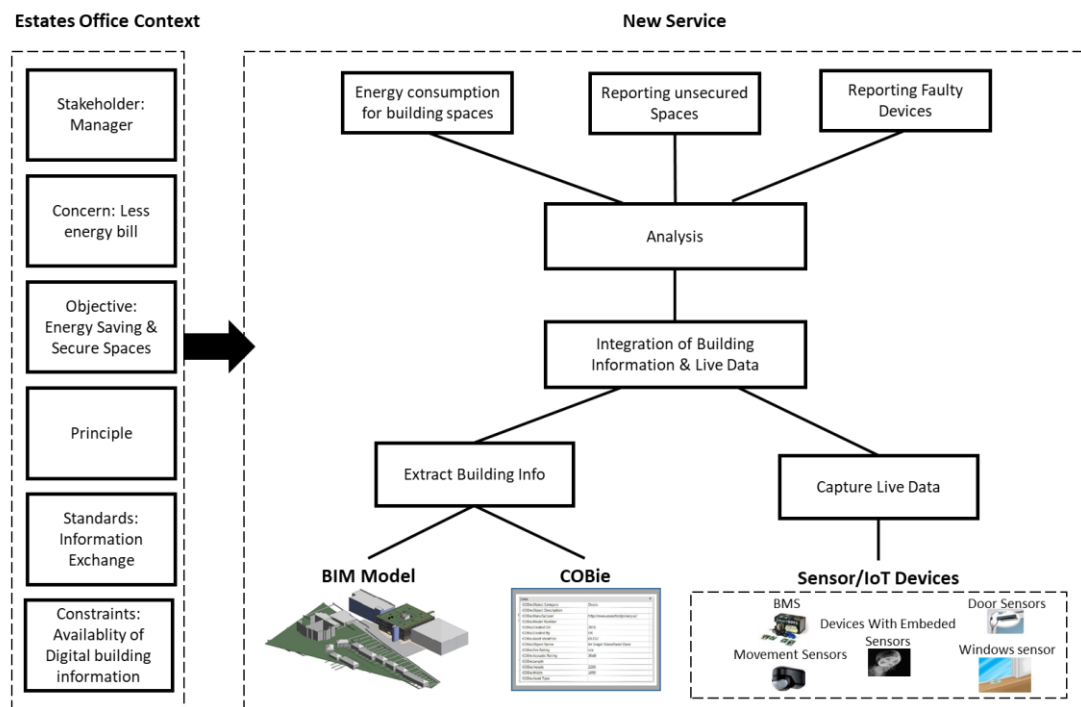 Estates Office Context
New Service
Stakeholder:
Manager
Concern: Less
energy bill
Objective:
Energy Saving &
Secure Spaces
Principle
Standards:
Information
Exchange
Constraints:
Availablity of
Digital building
information
Energy consumption
for building spaces
Reporting unsecured
Spaces
Reporting Faulty
Devices
Analysis
Integration of Building
Information & Live Data
Extract Building Info
Capture Live Data
BIM Model
COBie
Sensor/IoT Devices
BMS
Door Sensors
Devices With Embeded
Sensors
Movement Sensors
Windows sensor